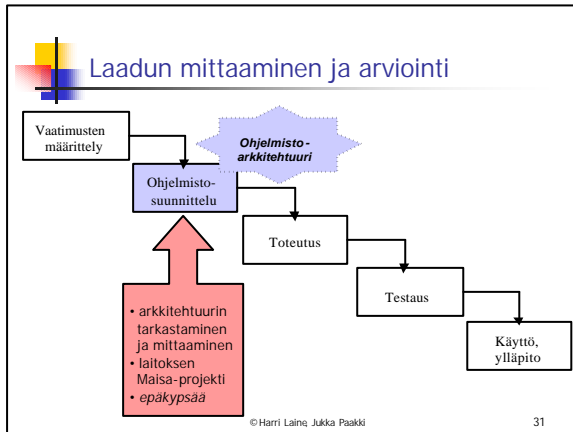 Laadun mittaaminen ja arviointi
Vaatimusten
määrittely
Ohjelmisto-
arkkitehtuuri
Ohjelmisto-
suunnittelu
Toteutus
Testaus
Käyttö,
ylläpito
• arkkitehtuurin
tarkastaminen
ja mittaaminen
• laitoksen
Maisa-projekti
• epäkypsää
© Harri Laine, Jukka Paakki 31